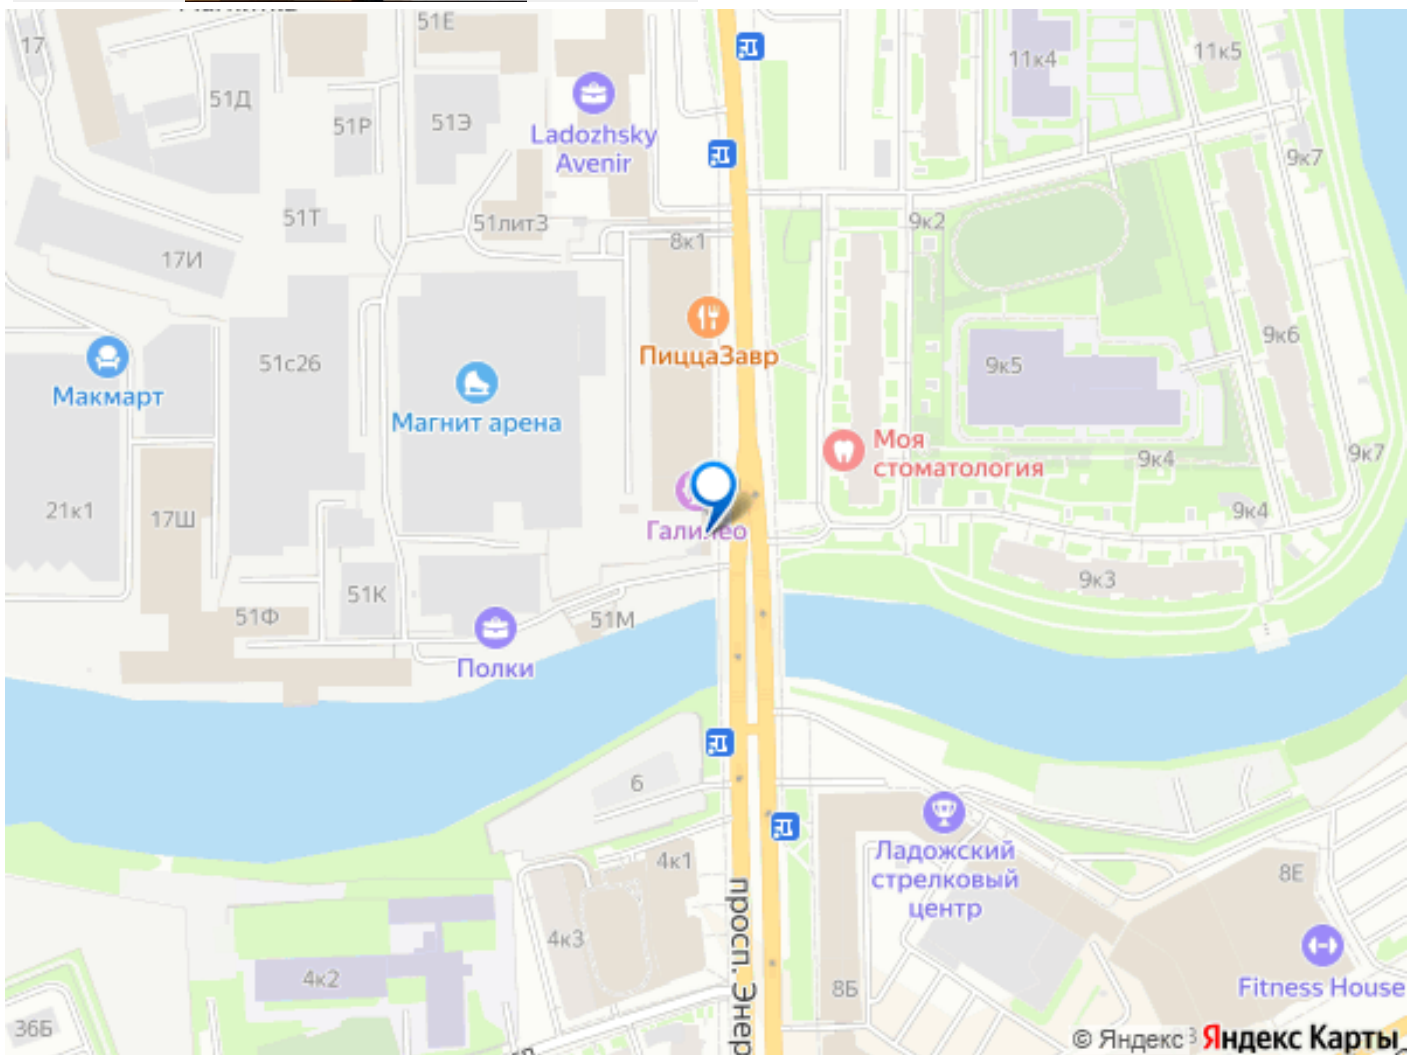 51Е
17
11к4
11к5
51Д
51Р
51Э
Ladozhsky
Avenir
9к7
51Т
51лит3
9к2
8к1
17И
9к6
ПиццаЗавр
51с26
9к5
Макмарт
Магнит арена
Моя
стоматология
9к4
9к7
21к1
17Ш
9к4
Галилео
9к3
51К
51Ф
51М
Полки
6
Ладожский
стрелковый
центр
4к1
8Е
просп. Энер
4к3
4к2
8Б
Fitness House
36Б
© Яндекс
Яндекс Карты